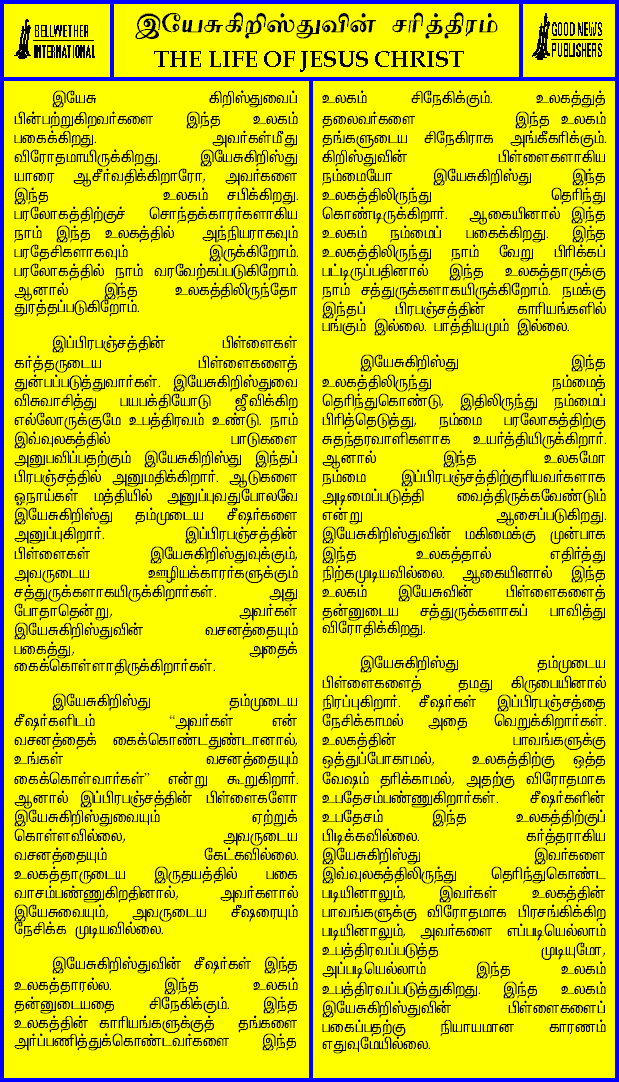 BELLWETHER
INTERNATIONAL
இயேசுகிறிஸ்துவின் சரித்திரம்
THE LIFE OF JESUS CHRIST
GOOD NEWS
PUBLISHERS
இயேசு கிறிஸ்துவைப்
பின்பற்றுகிறவர்களை இந்த உலகம்
பகைக்கிறது. அவர்கள்மீது
விரோதமாயிருக்கிறது. இயேசுகிறிஸ்து
யாரை ஆசீர்வதிக்கிறாரோ, அவர்களை
இந்த உலகம் சபிக்கிறது.
பரலோகத்திற்குச் சொந்தக்காரர்களாகிய
நாம் இந்த உலகத்தில் அந்நியராகவும்
பரதேசிகளாகவும் இருக்கிறோம்.
பரலோகத்தில் நாம் வரவேற்கப்படுகிறோம்.
ஆனால் இந்த உலகத்திலிருந்தோ
துரத்தப்படுகிறோம்.
இப்பிரபஞ்சத்தின் பிள்ளைகள்
கர்த்தருடைய பிள்ளைகளைத்
துன்பப்படுத்துவார்கள். இயேசுகிறிஸ்துவை
விசுவாசித்து பயபக்தியோடு ஜீவிக்கிற
எல்லோருக்குமே உபத்திரவம் உண்டு. நாம்
இவ்வுலகத்தில் பாடுகளை
அனுபவிப்பதற்கும் இயேசுகிறிஸ்து இந்தப்
பிரபஞ்சத்தில் அனுமதிக்கிறார். ஆடுகளை
ஓநாய்கள் மத்தியில் அனுப்புவதுபோலவே
இயேசுகிறிஸ்து தம்முடைய சீஷர்களை
அனுப்புகிறார். இப்பிரபஞ்சத்தின்
பிள்ளைகள் இயேசுகிறிஸ்துவுக்கும்,
அவருடைய ஊழியக்காரர்களுக்கும்
சத்துருக்களாகயிருக்கிறார்கள். அது
போதாதென்று, அவர்கள்
இயேசுகிறிஸ்துவின் வசனத்தையும்
பகைத்து, அதைக்
கைக்கொள்ளாதிருக்கிறார்கள்.
இயேசுகிறிஸ்து தம்முடைய
சீஷர்களிடம் “அவர்கள் என்
வசனத்தைக் கைக்கொண்டதுண்டானால்,
உங்கள் வசனத்தையும்
கைக்கொள்வார்கள்” என்று கூறுகிறார்.
ஆனால் இப்பிரபஞ்சத்தின் பிள்ளைகளோ
இயேசுகிறிஸ்துவையும் ஏற்றுக்
கொள்ளவில்லை, அவருடைய
வசனத்தையும் கேட்கவில்லை.
உலகத்தாருடைய இருதயத்தில் பகை
வாசம்பண்ணுகிறதினால், அவர்களால்
இயேசுவையும், அவருடைய சீஷரையும்
நேசிக்க முடியவில்லை.
இயேசுகிறிஸ்துவின் சீஷர்கள் இந்த
உலகத்தாரல்ல. இந்த உலகம்
தன்னுடையதை சிநேகிக்கும். இந்த
உலகத்தின் காரியங்களுக்குத் தங்களை
அர்ப்பணித்துக்கொண்டவர்களை இந்த
உலகம் சிநேகிக்கும். உலகத்துத்
தலைவர்களை இந்த உலகம்
தங்களுடைய சிநேகிராக அங்கீகரிக்கும்.
கிறிஸ்துவின் பிள்ளைகளாகிய
நம்மையோ இயேசுகிறிஸ்து இந்த
உலகத்திலிருந்து தெரிந்து
கொண்டிருக்கிறார். ஆகையினால் இந்த
உலகம் நம்மைப் பகைக்கிறது. இந்த
உலகத்திலிருந்து நாம் வேறு பிரிக்கப்
பட்டிருப்பதினால் இந்த உலகத்தாருக்கு
நாம் சத்துருக்களாகயிருக்கிறோம். நமக்கு
இந்தப் பிரபஞ்சத்தின் காரியங்களில்
பங்கும் இல்லை. பாத்தியமும் இல்லை.
இயேசுகிறிஸ்து இந்த
உலகத்திலிருந்து நம்மைத்
தெரிந்துகொண்டு, இதிலிருந்து நம்மைப்
பிரித்தெடுத்து, நம்மை பரலோகத்திற்கு
சுதந்தரவாளிகளாக உயர்த்தியிருக்கிறார்.
ஆனால் இந்த உலகமோ
நம்மை இப்பிரபஞ்சத்திற்குரியவர்களாக
அடிமைப்படுத்தி வைத்திருக்கவேண்டும்
என்று ஆசைப்படுகிறது.
இயேசுகிறிஸ்துவின் மகிமைக்கு முன்பாக
இந்த உலகத்தால் எதிர்த்து
நிற்கமுடியவில்லை. ஆகையினால் இந்த
உலகம் இயேசுவின் பிள்ளைகளைத்
தன்னுடைய சத்துருக்களாகப் பாவித்து
விரோதிக்கிறது.
இயேசுகிறிஸ்து தம்முடைய
பிள்ளைகளைத் தமது கிருபையினால்
நிரப்புகிறார். சீஷர்கள் இப்பிரபஞ்சத்தை
நேசிக்காமல் அதை வெறுக்கிறார்கள்.
உலகத்தின் பாவங்களுக்கு
ஒத்துப்போகாமல், உலகத்திற்கு ஒத்த
வேஷம் தரிக்காமல், அதற்கு விரோதமாக
உபதேசம்பண்ணுகிறார்கள். சீஷர்களின்
உபதேசம் இந்த உலகத்திற்குப்
பிடிக்கவில்லை. கர்த்தராகிய
இயேசுகிறிஸ்து இவர்களை
இவ்வுலகத்திலிருந்து தெரிந்துகொண்ட
படியினாலும், இவர்கள் உலகத்தின்
பாவங்களுக்கு விரோதமாக பிரசங்கிக்கிற
படியினாலும், அவர்களை எப்படியெல்லாம்
உபத்திரவப்படுத்த முடியுமோ,
அப்படியெல்லாம் இந்த உலகம்
உபத்திரவப்படுத்துகிறது. இந்த உலகம்
இயேசுகிறிஸ்துவின் பிள்ளைகளைப்
பகைப்பதற்கு நியாயமான காரணம்
எதுவுமேயில்லை.